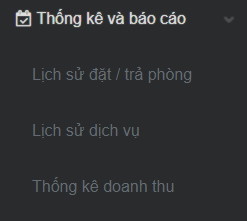 Thống kê và báo cáo
Lịch sử đặt / trả phòng
Lịch sử dịch vụ
Thống kê doanh thu